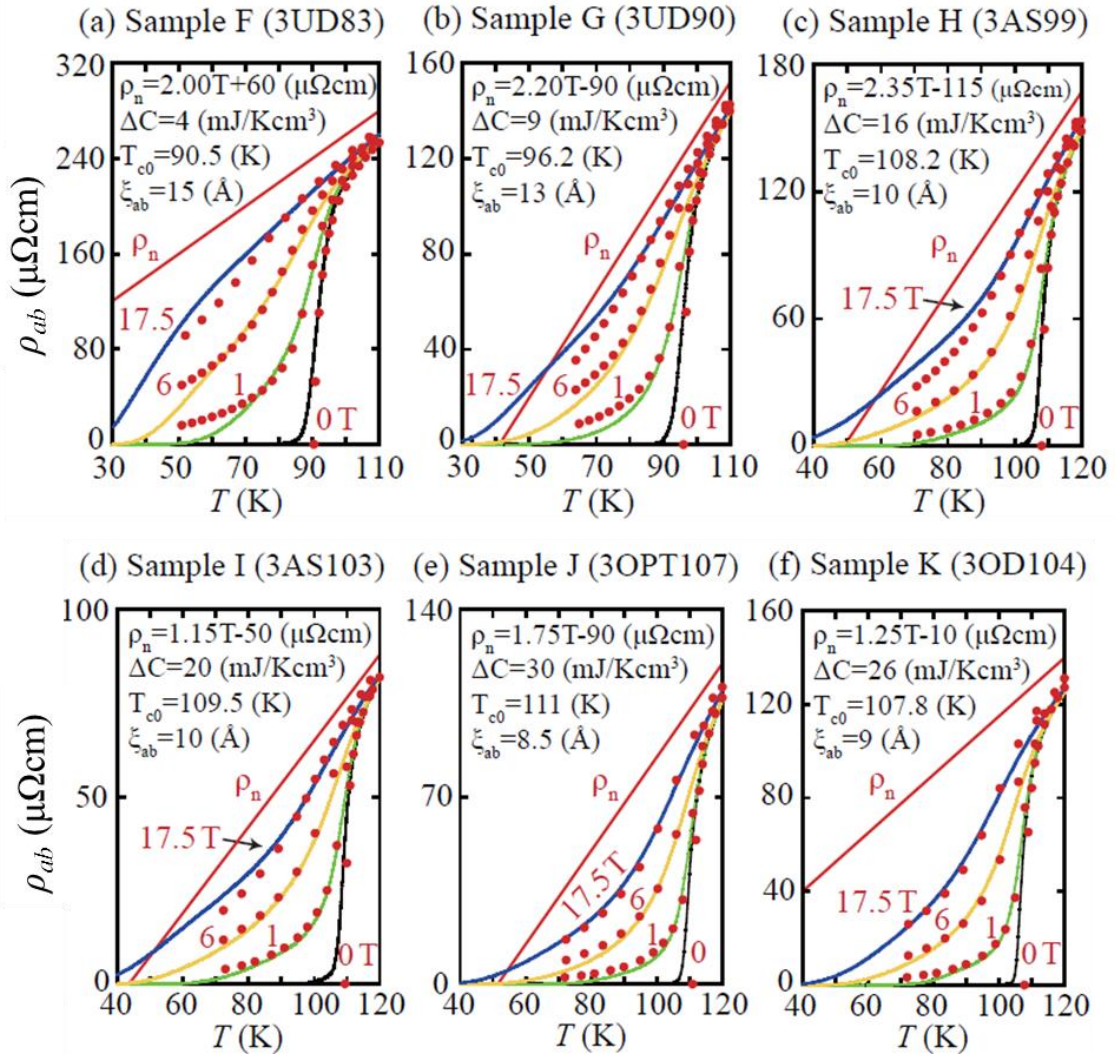 (a) Sample F (3UD83)
ρn=2.00T+60 (μΩcm)
ΔC=4 (mJ/Kcm³)
Tc0=90.5 (K)
ξab=15 (Å)
ρn
17.5
6
1
0 T
320
240
160
80
0
30 50 70 90 110
T (K)
ρab (μΩcm)
(b) Sample G (3UD90)
ρn=2.20T-90 (μΩcm)
ΔC=9 (mJ/Kcm³)
Tc0=96.2 (K)
ξab=13 (Å)
ρn
17.5
6
1
0 T
160
120
80
40
0
30 50 70 90 110
T (K)
(c) Sample H (3AS99)
ρn=2.35T-115 (μΩcm)
ΔC=16 (mJ/Kcm³)
Tc0=108.2 (K)
ξab=10 (Å)
ρn
17.5 T
6
1
0 T
180
120
60
0
40 60 80 100 120
T (K)
(d) Sample I (3AS103)
ρn=1.15T-50 (μΩcm)
ΔC=20 (mJ/Kcm³)
Tc0=109.5 (K)
ξab=10 (Å)
ρn
17.5 T
6
1
0 T
100
50
0
40 60 80 100 120
T (K)
ρab (μΩcm)
(e) Sample J (3OPT107)
ρn=1.75T-90 (μΩcm)
ΔC=30 (mJ/Kcm³)
Tc0=111 (K)
ξab=8.5 (Å)
ρn
17.5 T
6
1
0
140
70
0
40 60 80 100 120
T (K)
(f) Sample K (3OD104)
ρn=1.25T-10 (μΩcm)
ΔC=26 (mJ/Kcm³)
Tc0=107.8 (K)
ξab=9 (Å)
ρn
17.5 T
6
1
0 T
160
120
80
40
0
40 60 80 100 120
T (K)